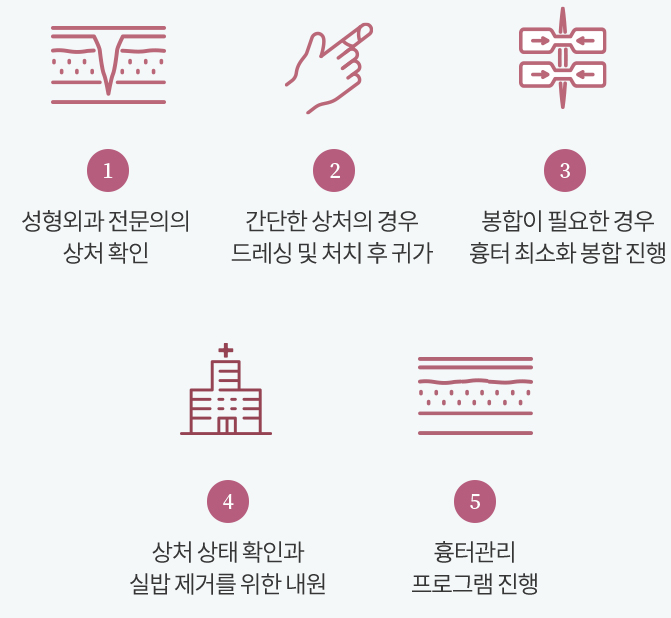 1
성형외과 전문의의
상처 확인
2
간단한 상처의 경우
드레싱 및 처치 후 귀가
3
봉합이 필요한 경우
흉터 최소화 봉합 진행
4
상처 상태 확인과
실밥 제거를 위한 내원
5
흉터관리
프로그램 진행